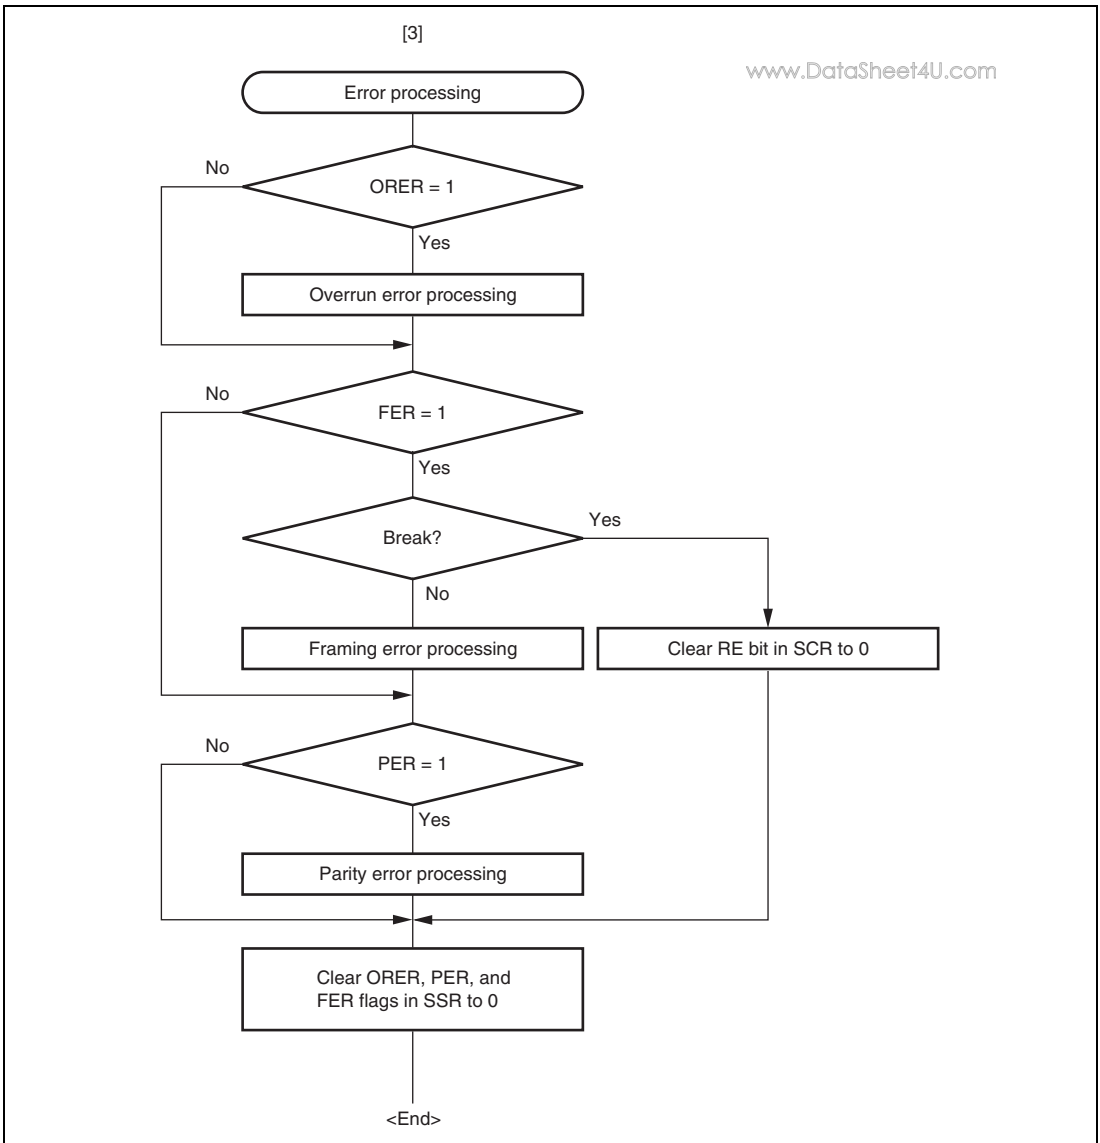 [3]
www.DataSheet4U.com
Error processing
No
ORER = 1
Yes
Overrun error processing
No
FER = 1
Yes
Break?
Yes
No
Framing error processing
Clear RE bit in SCR to 0
No
PER = 1
Yes
Parity error processing
Clear ORER, PER, and
FER flags in SSR to 0
<End>